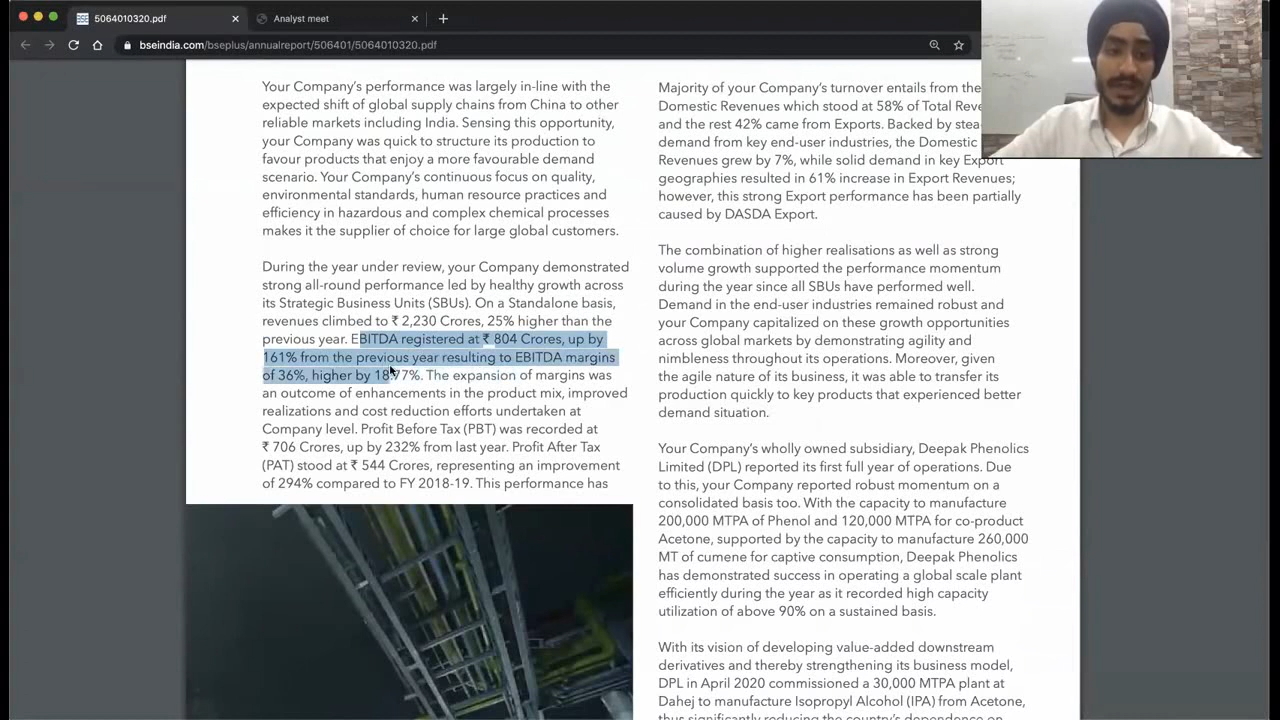 5064010320.pdf
Analyst meet
bseindia.com/bseplus/annualreport/506401/5064010320.pdf
Your Company's performance was largely in-line with the
expected shift of global supply chains from China to other
reliable markets including India. Sensing this opportunity,
your Company was quick to structure its production to
favour products that enjoy a more favourable demand
scenario. Your Company's continuous focus on quality,
environmental standards, human resource practices and
efficiency in hazardous and complex chemical processes
makes it the supplier of choice for large global customers.
During the year under review, your Company demonstrated
strong all-round performance led by healthy growth across
its Strategic Business Units (SBUs). On a Standalone basis,
revenues climbed to ₹ 2,230 Crores, 25% higher than the
previous year. EBITDA registered at ₹ 804 Crores, up by
161% from the previous year resulting to EBITDA margins
of 36%, higher by 18.77%. The expansion of margins was
an outcome of enhancements in the product mix, improved
realizations and cost reduction efforts undertaken at
Company level. Profit Before Tax (PBT) was recorded at
₹ 706 Crores, up by 232% from last year. Profit After Tax
(PAT) stood at ₹ 544 Crores, representing an improvement
of 294% compared to FY 2018-19. This performance has
Majority of your Company's turnover entails from the
Domestic Revenues which stood at 58% of Total Reve
and the rest 42% came from Exports. Backed by stea
demand from key end-user industries, the Domestic
Revenues grew by 7%, while solid demand in key Export
geographies resulted in 61% increase in Export Revenues;
however, this strong Export performance has been partially
caused by DASDA Export.
The combination of higher realisations as well as strong
volume growth supported the performance momentum
during the year since all SBUs have performed well.
Demand in the end-user industries remained robust and
your Company capitalized on these growth opportunities
across global markets by demonstrating agility and
nimbleness throughout its operations. Moreover, given
the agile nature of its business, it was able to transfer its
production quickly to key products that experienced better
demand situation.
Your Company's wholly owned subsidiary, Deepak Phenolics
Limited (DPL) reported its first full year of operations. Due
to this, your Company reported robust momentum on a
consolidated basis too. With the capacity to manufacture
200,000 MTPA of Phenol and 120,000 MTPA for co-product
Acetone, supported by the capacity to manufacture 260,000
MT of cumene for captive consumption, Deepak Phenolics
has demonstrated success in operating a global scale plant
efficiently during the year as it recorded high capacity
utilization of above 90% on a sustained basis.
With its vision of developing value-added downstream
derivatives and thereby strengthening its business model,
DPL in April 2020 commissioned a 30,000 MTPA plant at
Dahej to manufacture Isopropyl Alcohol (IPA) from Acetone,
thus significantly reducing the country's dependence on